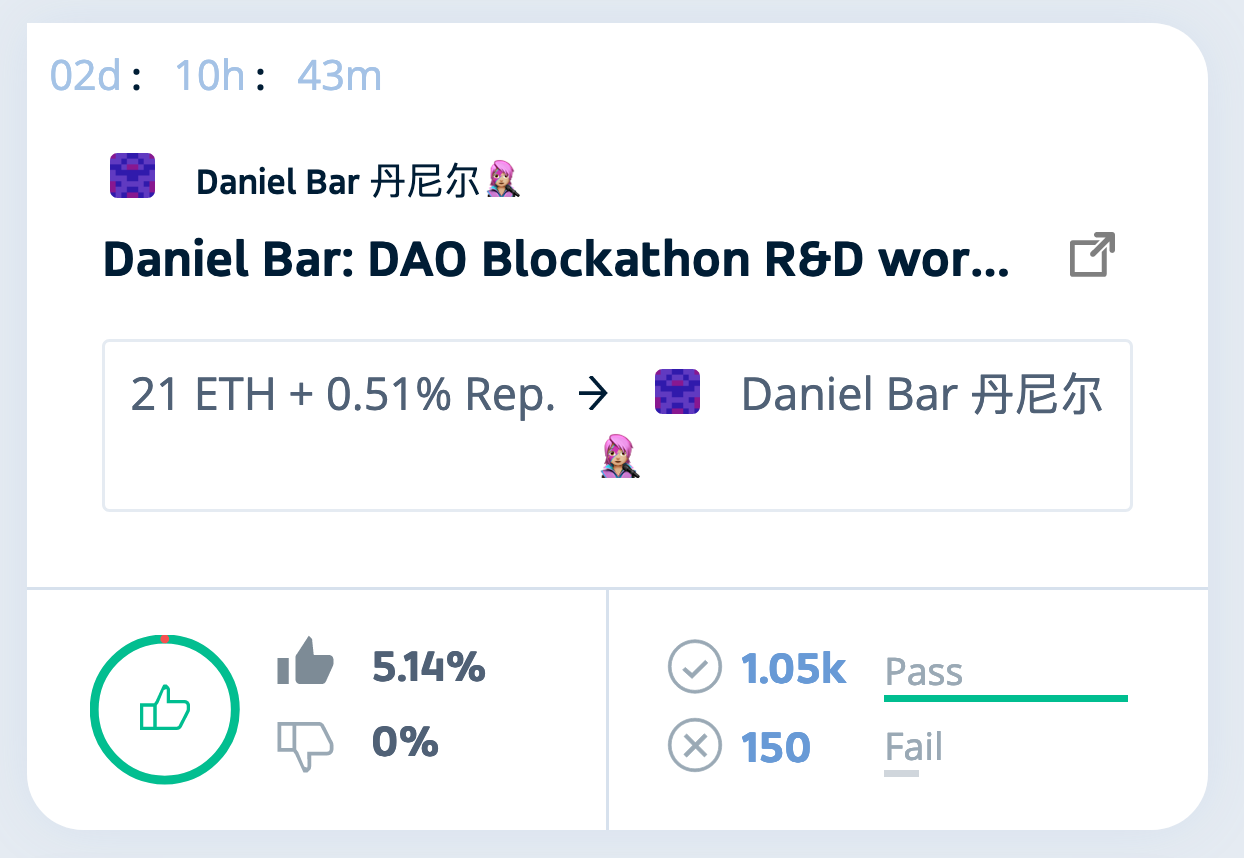 02d : 10h : 43m
Daniel Bar 丹尼尔👩🏼‍🎤
Daniel Bar: DAO Blockathon R&D wor...
21 ETH + 0.51% Rep. → Daniel Bar 丹尼尔
👩🏼‍🎤
5.14%
0%
1.05k Pass
150 Fail